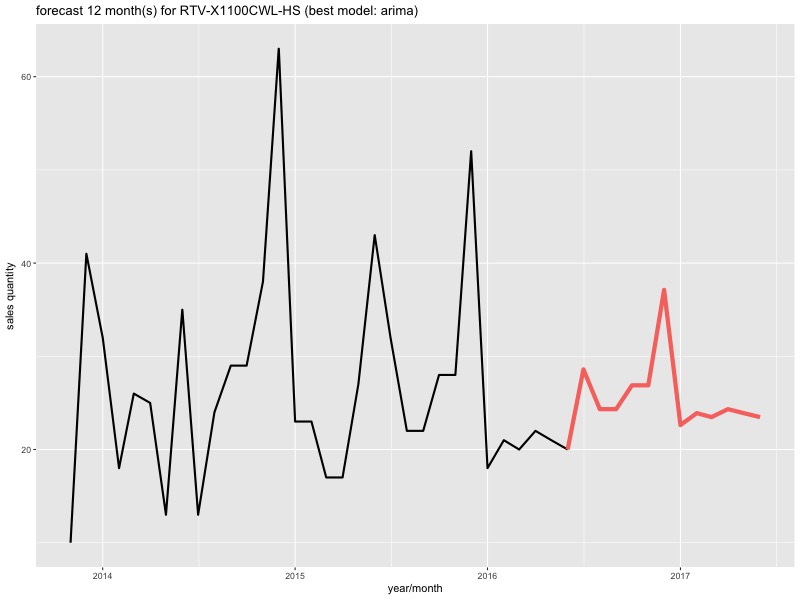 forecast 12 month(s) for RTV-X1100CWL-HS (best model: arima)
60
40
20
sales quantity
2014
2015
2016
2017
year/month